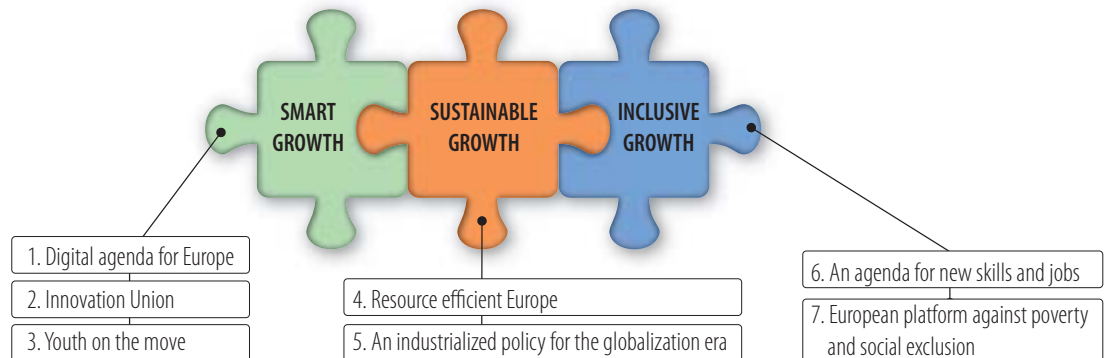 SMART
GROWTH
SUSTAINABLE
GROWTH
INCLUSIVE
GROWTH
1. Digital agenda for Europe
2. Innovation Union
3. Youth on the move
4. Resource efficient Europe
5. An industrialized policy for the globalization era
6. An agenda for new skills and jobs
7. European platform against poverty
and social exclusion